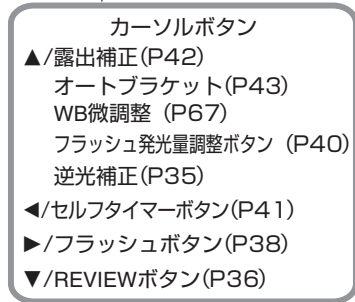 カーソルボタン
▲/露出補正(P42)
オートブラケット(P43)
WB微調整 (P67)
フラッシュ発光量調整ボタン (P40)
逆光補正(P35)
◀/セルフタイマーボタン(P41)
▶/フラッシュボタン(P38)
▼/REVIEWボタン(P36)